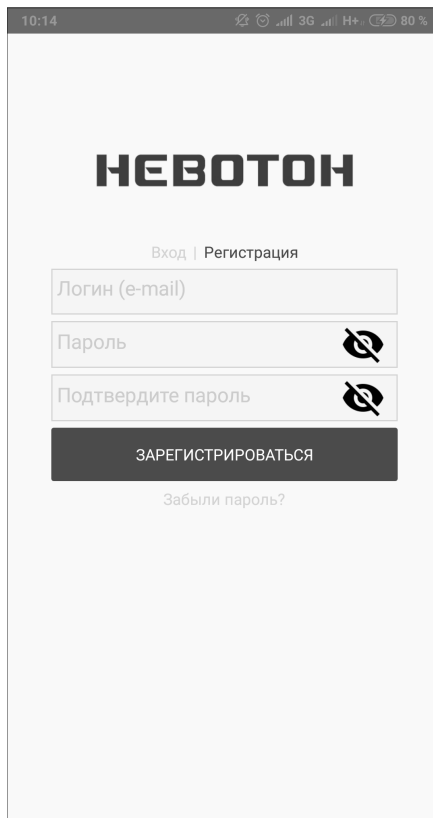 10:14 3G H+ 80 %
НЕВОТОН
Вход | Регистрация
Логин (e-mail)
Пароль
Подтвердите пароль
ЗАРЕГИСТРИРОВАТЬСЯ
Забыли пароль?